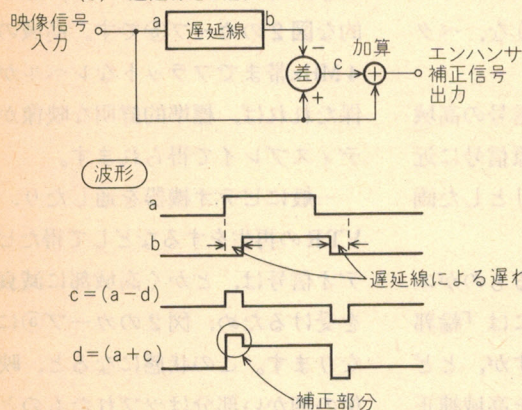 映像信号
入力
a
遅延線
b
−
差
+
c
加算
+
エンハンサ
補正信号
出力
波形
a
b
遅延線による遅れ
c=(a−d)
d=(a+c)
補正部分